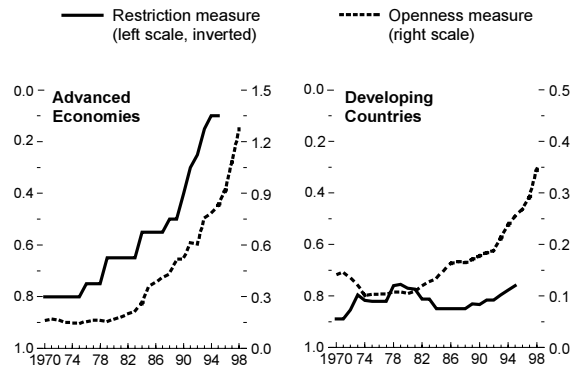 Restriction measure
(left scale, inverted)
Openness measure
(right scale)
Advanced
Economies
0.0
0.2
0.4
0.6
0.8
1.0
1.5
1.2
0.9
0.6
0.3
0.0
1970 74 78 82 86 90 94 98
Developing
Countries
0.0
0.2
0.4
0.6
0.8
1.0
0.5
0.4
0.3
0.2
0.1
0.0
1970 74 78 82 86 90 94 98